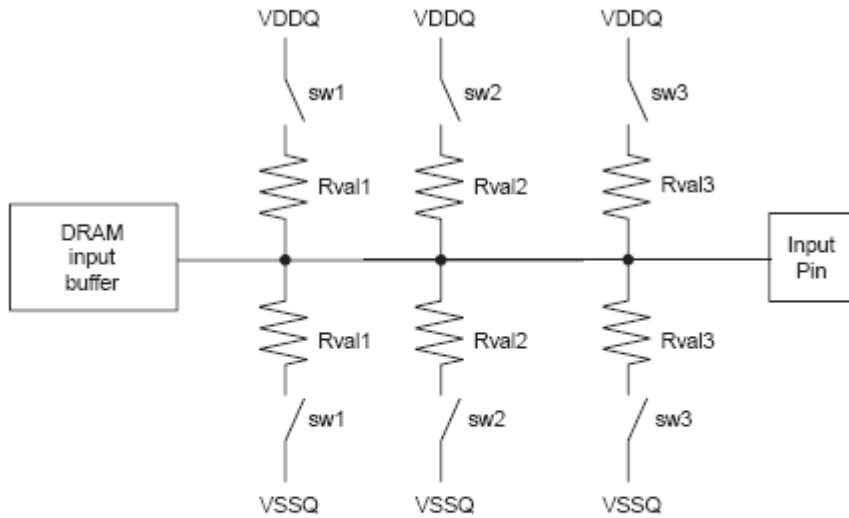 VDDQ VDDQ VDDQ
sw1 sw2 sw3
Rval1 Rval2 Rval3
DRAM
input
buffer
Input
Pin
Rval1 Rval2 Rval3
sw1 sw2 sw3
VSSQ VSSQ VSSQ